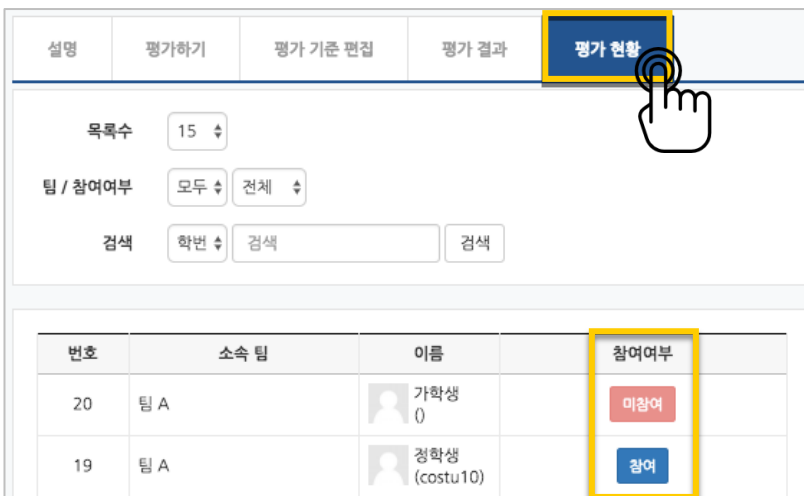 설명 평가하기 평가 기준 편집 평가 결과 평가 현황
목록수 15
팀 / 참여여부 모두 전체
검색 학번 검색 검색
번호 소속 팀 이름 참여여부
20 팀 A 가학생 미참여
()
19 팀 A 정학생 참여
(costu10)